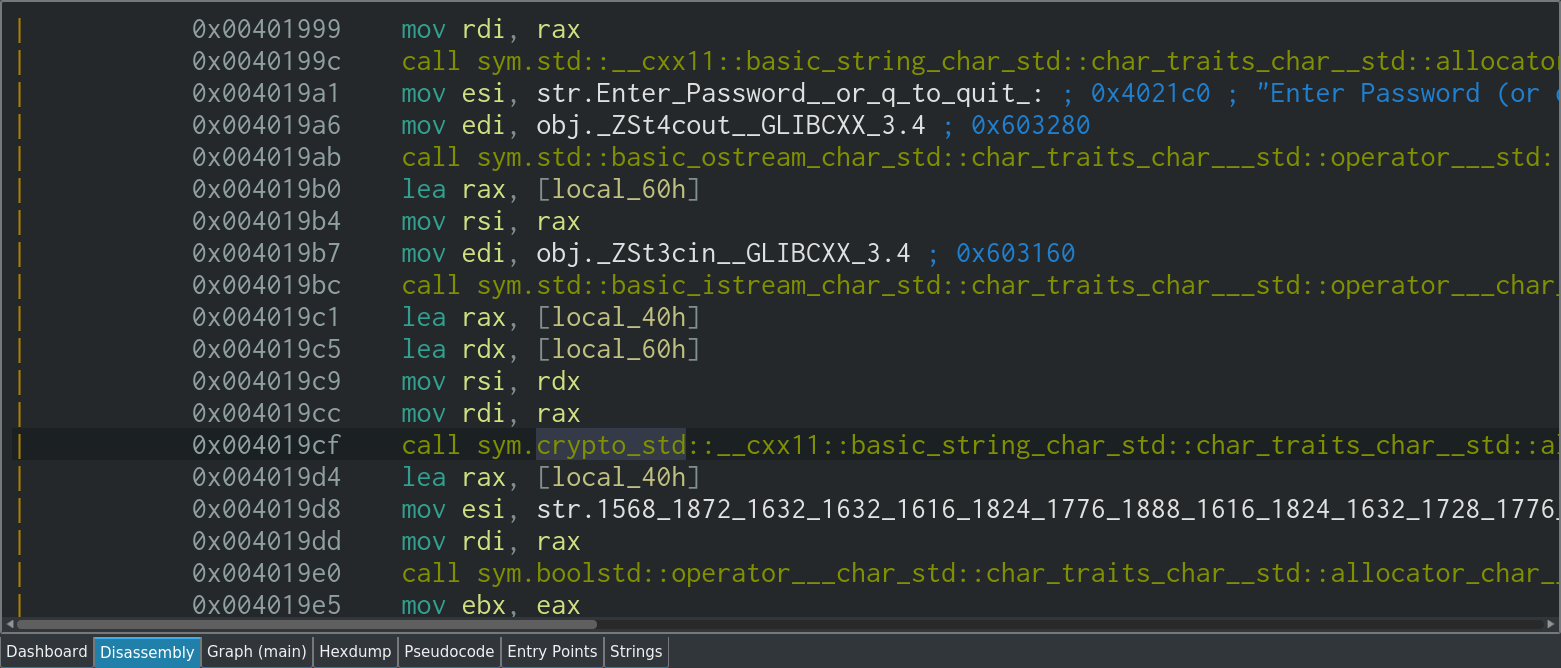 0x00401999 mov rdi, rax
0x0040199c call sym.std::__cxx11::basic_string_char_std::char_traits_char__std::allocato
0x004019a1 mov esi, str.Enter_Password__or_q_to_quit_: ; 0x4021c0 ; "Enter Password (or
0x004019a6 mov edi, obj._ZSt4cout__GLIBCXX_3.4 ; 0x603280
0x004019ab call sym.std::basic_ostream_char_std::char_traits_char___std::operator___std:
0x004019b0 lea rax, [local_60h]
0x004019b4 mov rsi, rax
0x004019b7 mov edi, obj._ZSt3cin__GLIBCXX_3.4 ; 0x603160
0x004019bc call sym.std::basic_istream_char_std::char_traits_char___std::operator___char_
0x004019c1 lea rax, [local_40h]
0x004019c5 lea rdx, [local_60h]
0x004019c9 mov rsi, rdx
0x004019cc mov rdi, rax
0x004019cf call sym.crypto_std::__cxx11::basic_string_char_std::char_traits_char__std::a
0x004019d4 lea rax, [local_40h]
0x004019d8 mov esi, str.1568_1872_1632_1632_1616_1824_1776_1888_1616_1824_1632_1728_1776_
0x004019dd mov rdi, rax
0x004019e0 call sym.boolstd::operator___char_std::char_traits_char__std::allocator_char__
0x004019e5 mov ebx, eax
Dashboard Disassembly Graph (main) Hexdump Pseudocode Entry Points Strings